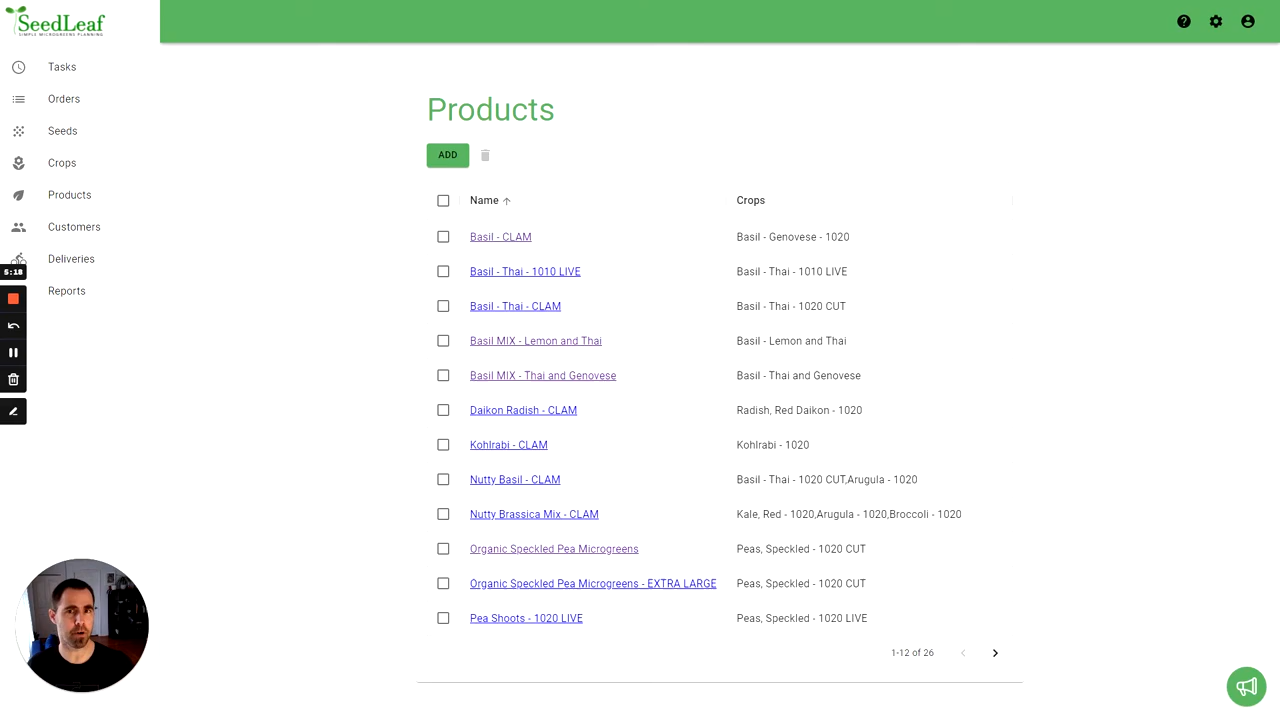 SeedLeaf
SIMPLE MICROGREENS PLANNING
Tasks
Orders
Seeds
Crops
Products
Customers
Deliveries
Reports
5:18
Products
ADD
Name Crops
Basil - CLAM Basil - Genovese - 1020
Basil - Thai - 1010 LIVE Basil - Thai - 1010 LIVE
Basil - Thai - CLAM Basil - Thai - 1020 CUT
Basil MIX - Lemon and Thai Basil - Lemon and Thai
Basil MIX - Thai and Genovese Basil - Thai and Genovese
Daikon Radish - CLAM Radish, Red Daikon - 1020
Kohlrabi - CLAM Kohlrabi - 1020
Nutty Basil - CLAM Basil - Thai - 1020 CUT,Arugula - 1020
Nutty Brassica Mix - CLAM Kale, Red - 1020,Arugula - 1020,Broccoli - 1020
Organic Speckled Pea Microgreens Peas, Speckled - 1020 CUT
Organic Speckled Pea Microgreens - EXTRA LARGE Peas, Speckled - 1020 CUT
Pea Shoots - 1020 LIVE Peas, Speckled - 1020 LIVE
1-12 of 26